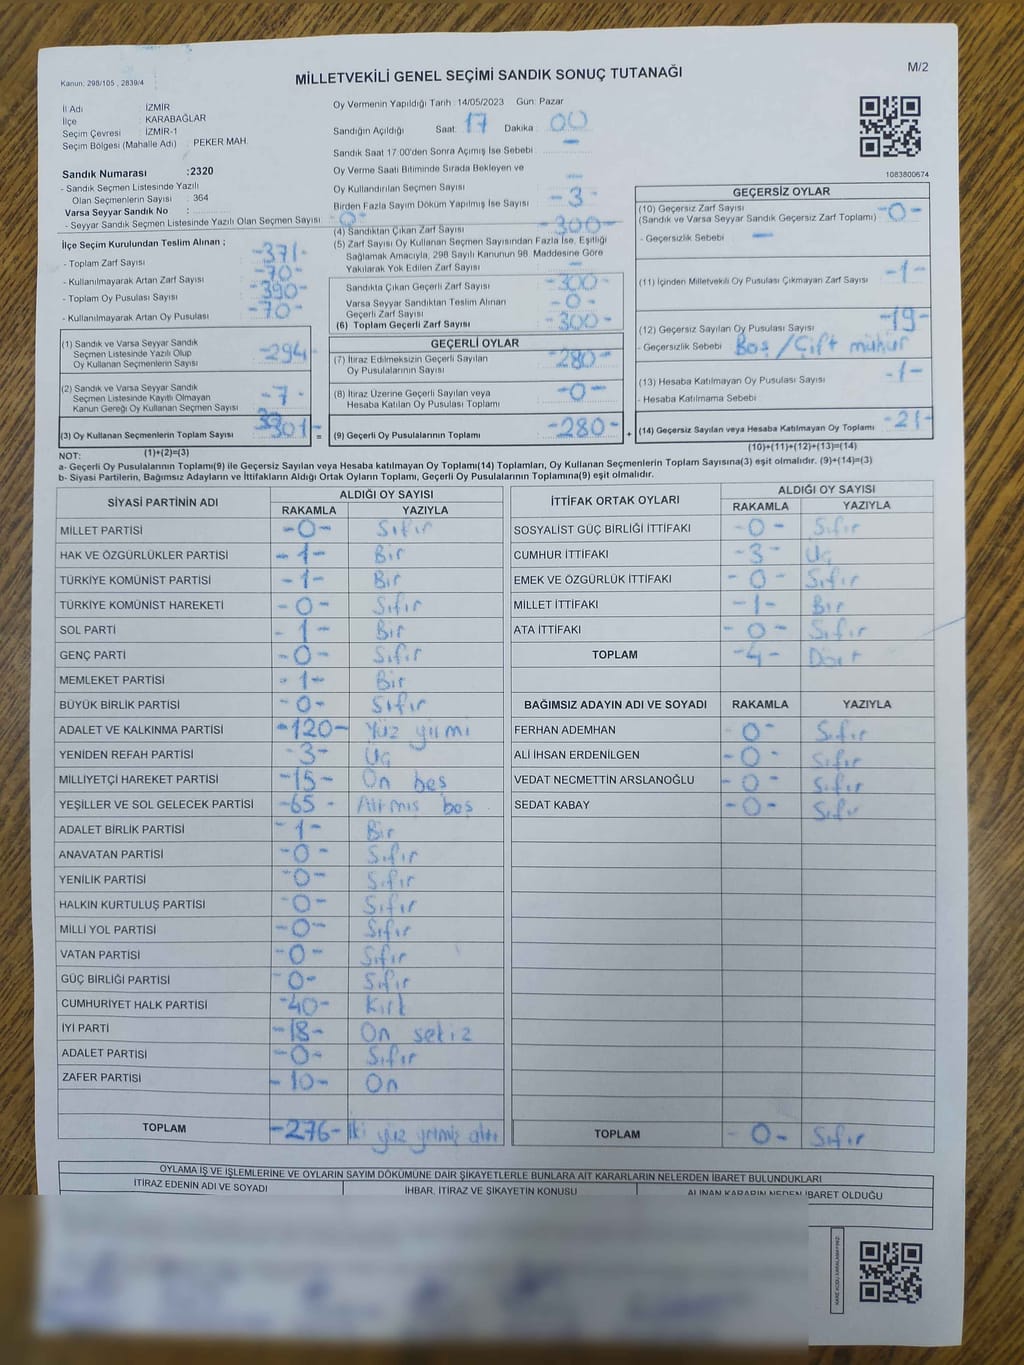 Kanun: 298/105 , 2839/4
MİLLETVEKİLİ GENEL SEÇİMİ SANDIK SONUÇ TUTANAĞI
M/2
İl Adı : İZMİR
İlçe : KARABAĞLAR
Seçim Çevresi : İZMİR-1
Seçim Bölgesi (Mahalle Adı) : PEKER MAH.
Oy Vermenin Yapıldığı Tarih :14/05/2023 Gün: Pazar
Sandığın Açıldığı Saat: 17 Dakika : 00
Sandık Saat 17:00'den Sonra Açımış İse Sebebi : -
Oy Verme Saati Bitiminde Sırada Bekleyen ve
Oy Kullandırılan Seçmen Sayısı -
Birden Fazla Sayım Döküm Yapılmış İse Sayısı -3-
1083800674
Sandık Numarası :2320
- Sandık Seçmen Listesinde Yazılı
Olan Seçmenlerin Sayısı : 364
Varsa Seyyar Sandık No :
- Seyyar Seçmen Listesinde Yazılı Olan Seçmen Sayısı -0-
İlçe Seçim Kurulundan Teslim Alınan ;
- Toplam Zarf Sayısı -371-
- Kullanılmayarak Artan Zarf Sayısı -70-
- Toplam Oy Pusulası Sayısı -390-
- Kullanılmayarak Artan Oy Pusulası -70-
(4) Sandıktan Çıkan Zarf Sayısı -300-
(5) Zarf Sayısı Oy Kullanan Seçmen Sayısından Fazla İse, Eşitliği
Sağlamak Amacıyla, 298 Sayılı Kanunun 98. Maddesine Göre
Yakılarak Yok Edilen Zarf Sayısı : -
Sandıkta Çıkan Geçerli Zarf Sayısı -300-
Varsa Seyyar Sandıktan Teslim Alınan
Geçerli Zarf Sayısı -0-
(6) Toplam Geçerli Zarf Sayısı -300-
GEÇERSİZ OYLAR
(10) Geçersiz Zarf Sayısı
(Sandık ve Varsa Seyyar Sandık Geçersiz Zarf Toplamı) -0-
- Geçersizlik Sebebi : -
(11) İçinden Milletvekili Oy Pusulası Çıkmayan Zarf Sayısı -1-
(12) Geçersiz Sayılan Oy Pusulası Sayısı -19-
- Geçersizlik Sebebi : Boş / Çift mühür
(13) Hesaba Katılmayan Oy Pusulası Sayısı -1-
- Hesaba Katılmama Sebebi :
(14) Geçersiz Sayılan veya Hesaba Katılmayan Oy Toplamı -21-
(10)+(11)+(12)+(13)=(14)
(1) Sandık ve Varsa Seyyar Sandık
Seçmen Listesinde Yazılı Olup
Oy Kullanan Seçmenlerin Sayısı -294-
(2) Sandık ve Varsa Seyyar Sandık
Seçmen Listesinde Kayıtlı Olmayan
Kanun Gereği Oy Kullanan Seçmen Sayısı -7-
(3) Oy Kullanan Seçmenlerin Toplam Sayısı 301- =
(1)+(2)=(3)
GEÇERLİ OYLAR
(7) İtiraz Edilmeksizin Geçerli Sayılan
Oy Pusulalarının Sayısı -280-
(8) İtiraz Üzerine Geçerli Sayılan veya
Hesaba Katılan Oy Pusulası Toplamı -0-
(9) Geçerli Oy Pusulalarının Toplamı -280- +
NOT:
a- Geçerli Oy Pusulalarının Toplamı(9) ile Geçersiz Sayılan veya Hesaba katılmayan Oy Toplamı(14) Toplamları, Oy Kullanan Seçmenlerin Toplam Sayısına(3) eşit olmalıdır. (9)+(14)=(3)
b- Siyasi Partilerin, Bağımsız Adayların ve İttifakların Aldığı Ortak Oyların Toplamı, Geçerli Oy Pusulalarının Toplamına(9) eşit olmalıdır.
SİYASİ PARTİNİN ADI ALDIĞI OY SAYISI
RAKAMLA YAZIYLA
MİLLET PARTİSİ -0- Sıfır
HAK VE ÖZGÜRLÜKLER PARTİSİ -1- Bir
TÜRKİYE KOMÜNİST PARTİSİ -1- Bir
TÜRKİYE KOMÜNİST HAREKETİ -0- Sıfır
SOL PARTİ -1- Bir
GENÇ PARTİ -0- Sıfır
MEMLEKET PARTİSİ -1- Bir
BÜYÜK BİRLİK PARTİSİ -0- Sıfır
ADALET VE KALKINMA PARTİSİ -120- Yüz yirmi
YENİDEN REFAH PARTİSİ -3- Üç
MİLLİYETÇİ HAREKET PARTİSİ -15- On beş
YEŞİLLER VE SOL GELECEK PARTİSİ -65- Altmış beş
ADALET BİRLİK PARTİSİ -1- Bir
ANAVATAN PARTİSİ -0- Sıfır
YENİLİK PARTİSİ -0- Sıfır
HALKIN KURTULUŞ PARTİSİ -0- Sıfır
MİLLİ YOL PARTİSİ -0- Sıfır
VATAN PARTİSİ -0- Sıfır
GÜÇ BİRLİĞİ PARTİSİ -0- Sıfır
CUMHURİYET HALK PARTİSİ -40- Kırk
İYİ PARTİ -18- On sekiz
ADALET PARTİSİ -0- Sıfır
ZAFER PARTİSİ -10- On
TOPLAM -276- İki yüz yetmiş altı
İTTİFAK ORTAK OYLARI ALDIĞI OY SAYISI
RAKAMLA YAZIYLA
SOSYALİST GÜÇ BİRLİĞİ İTTİFAKI -0- Sıfır
CUMHUR İTTİFAKI -3- Üç
EMEK VE ÖZGÜRLÜK İTTİFAKI -0- Sıfır
MİLLET İTTİFAKI -1- Bir
ATA İTTİFAKI -0- Sıfır
TOPLAM -4- Dört
BAĞIMSIZ ADAYIN ADI VE SOYADI RAKAMLA YAZIYLA
FERHAN ADEMHAN -0- Sıfır
ALİ İHSAN ERDENİLGEN -0- Sıfır
VEDAT NECMETTİN ARSLANOĞLU -0- Sıfır
SEDAT KABAY -0- Sıfır
TOPLAM -0- Sıfır
OYLAMA İŞ VE İŞLEMLERİNE VE OYLARIN SAYIM DÖKÜMÜNE DAİR ŞİKAYETLERLE BUNLARA AİT KARARLARIN NELERDEN İBARET BULUNDUKLARI
İTİRAZ EDENİN ADI VE SOYADI
İHBAR, İTİRAZ VE ŞİKAYETİN KONUSU
ALINAN KARARIN NEDEN İBARET OLDUĞU